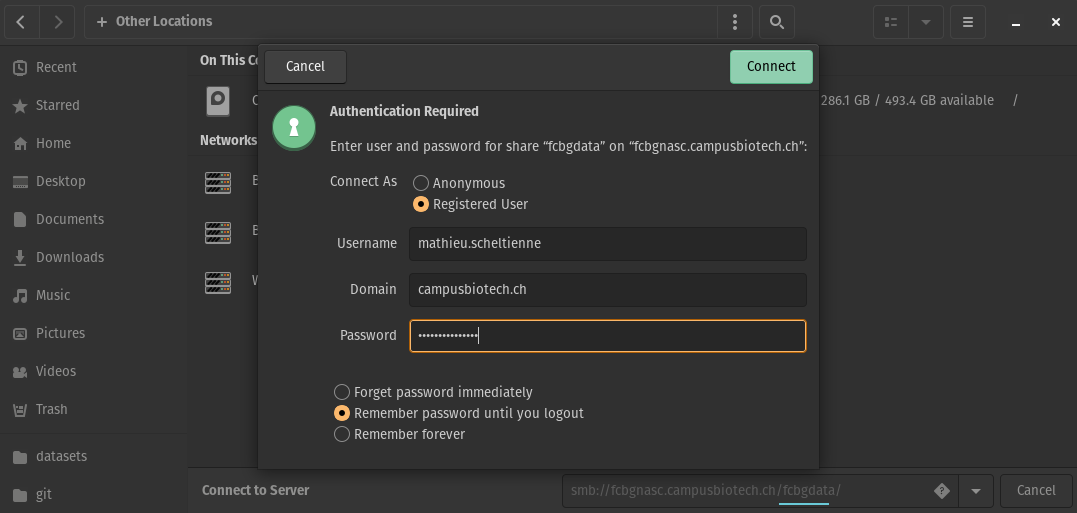 Other Locations
Recent
Starred
Home
Desktop
Documents
Downloads
Music
Pictures
Videos
Trash
datasets
git
On This
Networks
286.1 GB / 493.4 GB available
/
Cancel
Connect
Authentication Required
Enter user and password for share “fcbgdata” on “fcbgnasc.campusbiotech.ch”:
Connect As
Anonymous
Registered User
Username
mathieu.scheltienne
Domain
campusbiotech.ch
Password
•••••••••••••••
Forget password immediately
Remember password until you logout
Remember forever
Connect to Server
smb://fcbgnasc.campusbiotech.ch/fcbgdata/
Cancel